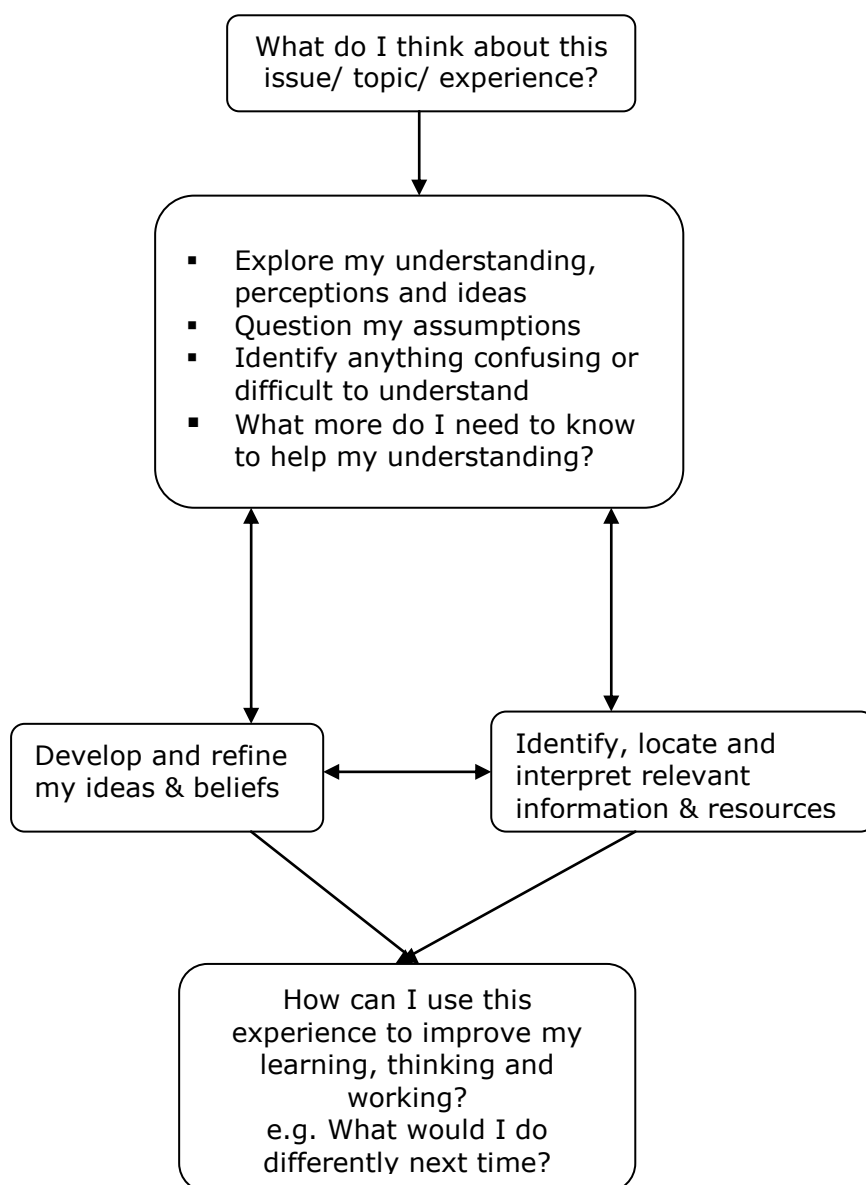 What do I think about this
issue/ topic/ experience?
▪ Explore my understanding,
perceptions and ideas
▪ Question my assumptions
▪ Identify anything confusing or
difficult to understand
▪ What more do I need to know
to help my understanding?
Develop and refine
my ideas & beliefs
Identify, locate and
interpret relevant
information & resources
How can I use this
experience to improve my
learning, thinking and
working?
e.g. What would I do
differently next time?